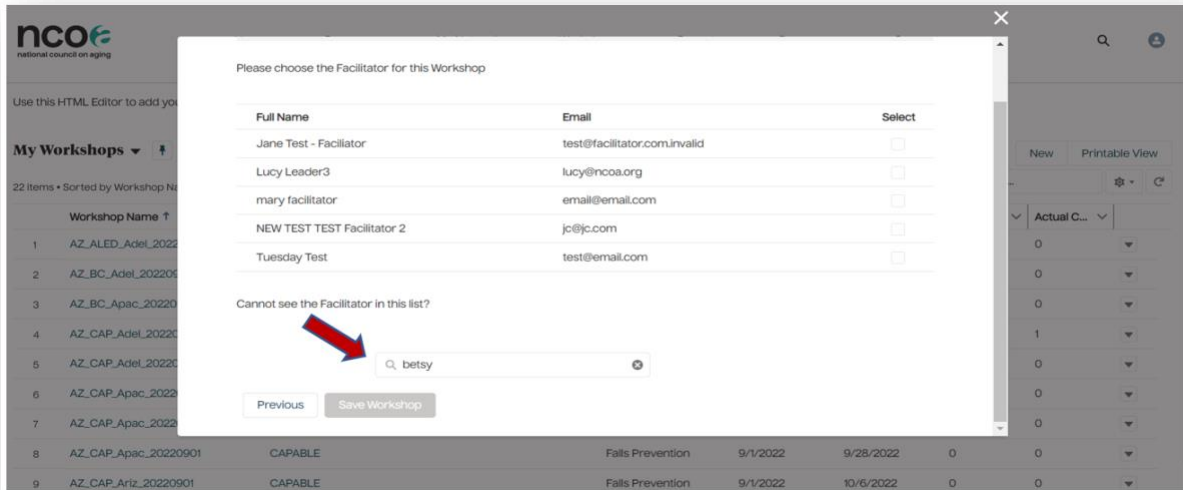 ncoa
national council on aging
Please choose the Facilitator for this Workshop
Use this HTML Editor to add you
Full Name Email Select
Jane Test - Faciliator test@facilitator.com.invalid
My Workshops New Printable View
Lucy Leader3 lucy@ncoa.org
22 items • Sorted by Workshop Na
mary facilitator email@email.com
Workshop Name Actual C...
NEW TEST TEST Facilitator 2 jc@jc.com
1 AZ_ALED_Adel_2022 0
Tuesday Test test@email.com
2 AZ_BC_Adel_202209 0
3 AZ_BC_Apac_20220 0
Cannot see the Facilitator in this list?
4 AZ_CAP_Adel_2022 1
5 AZ_CAP_Adel_2022 0
betsy
6 AZ_CAP_Apac_2022 0
Previous Save Workshop
7 AZ_CAP_Apac_2022 0
8 AZ_CAP_Apac_20220901 CAPABLE Falls Prevention 9/1/2022 9/28/2022 0 0
9 AZ_CAP_Ariz_20220901 CAPABLE Falls Prevention 9/1/2022 10/6/2022 0 0